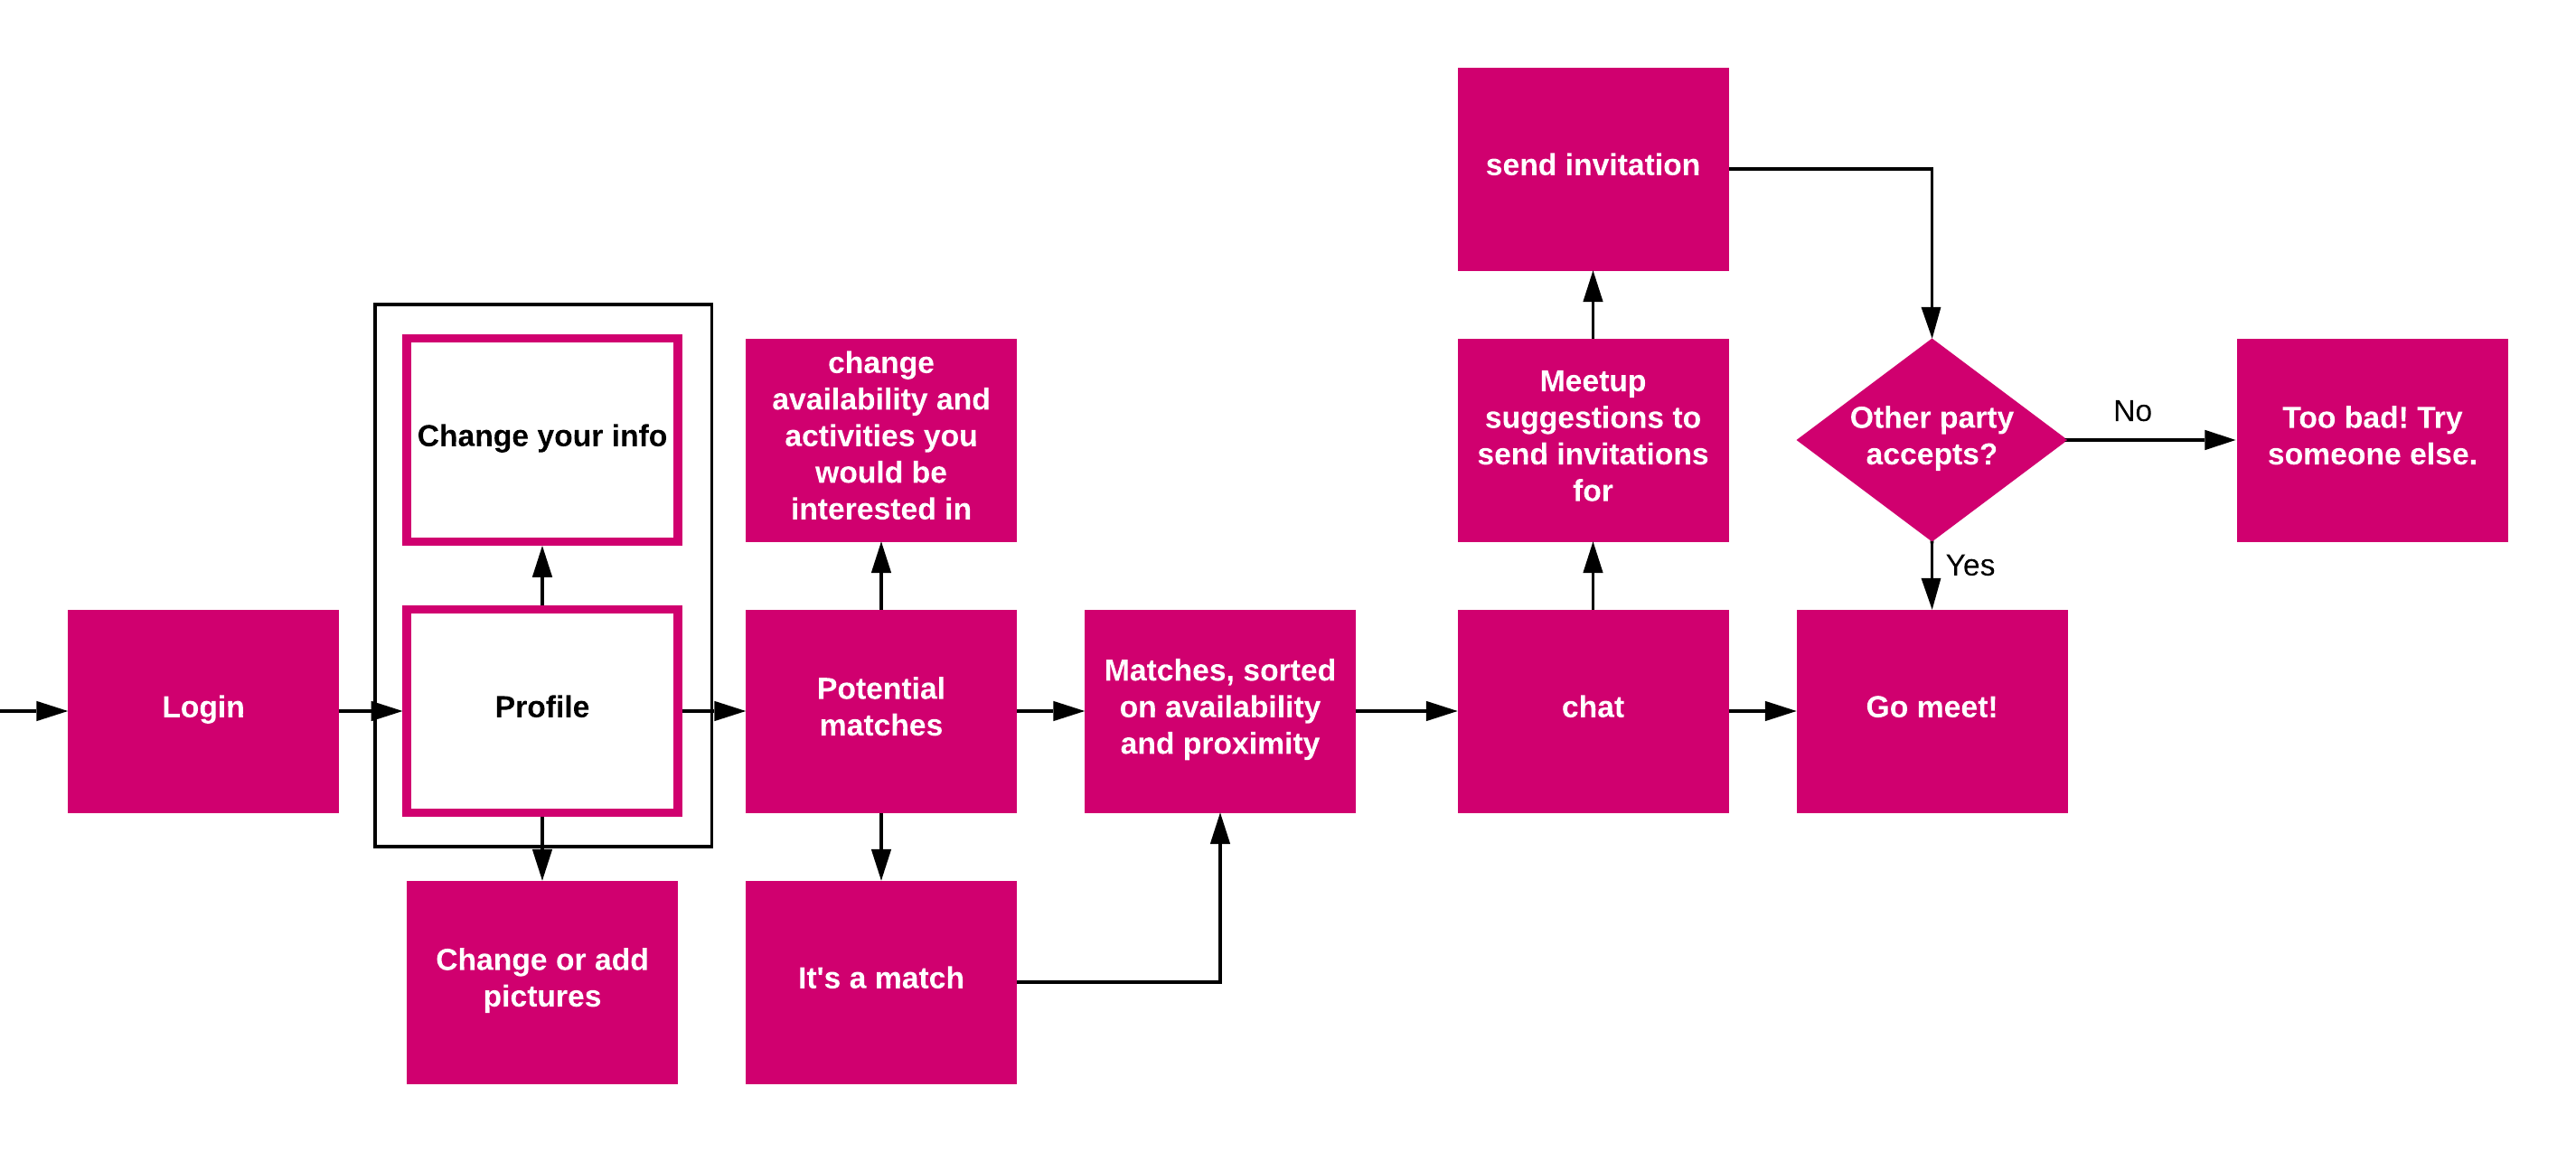 send invitation
Change your info
change
availability and
activities you
would be
interested in
Meetup
suggestions to
send invitations
for
Other party
accepts?
No
Too bad! Try
someone else.
Yes
Login
Profile
Potential
matches
Matches, sorted
on availability
and proximity
chat
Go meet!
Change or add
pictures
It's a match